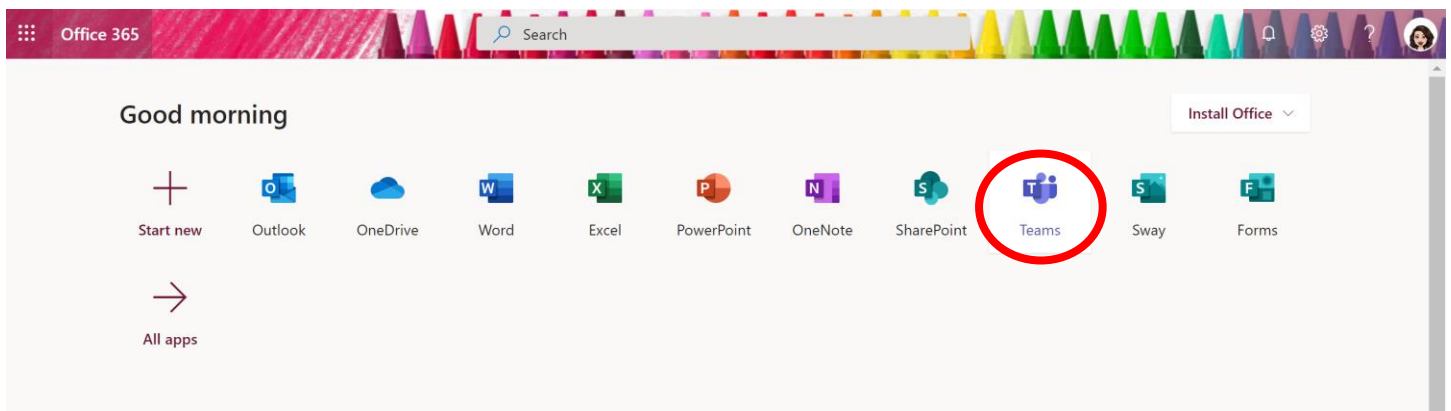 Office 365
Search
?
Good morning
Install Office
O W X P N S T S F
Start new Outlook OneDrive Word Excel PowerPoint OneNote SharePoint Teams Sway Forms
All apps